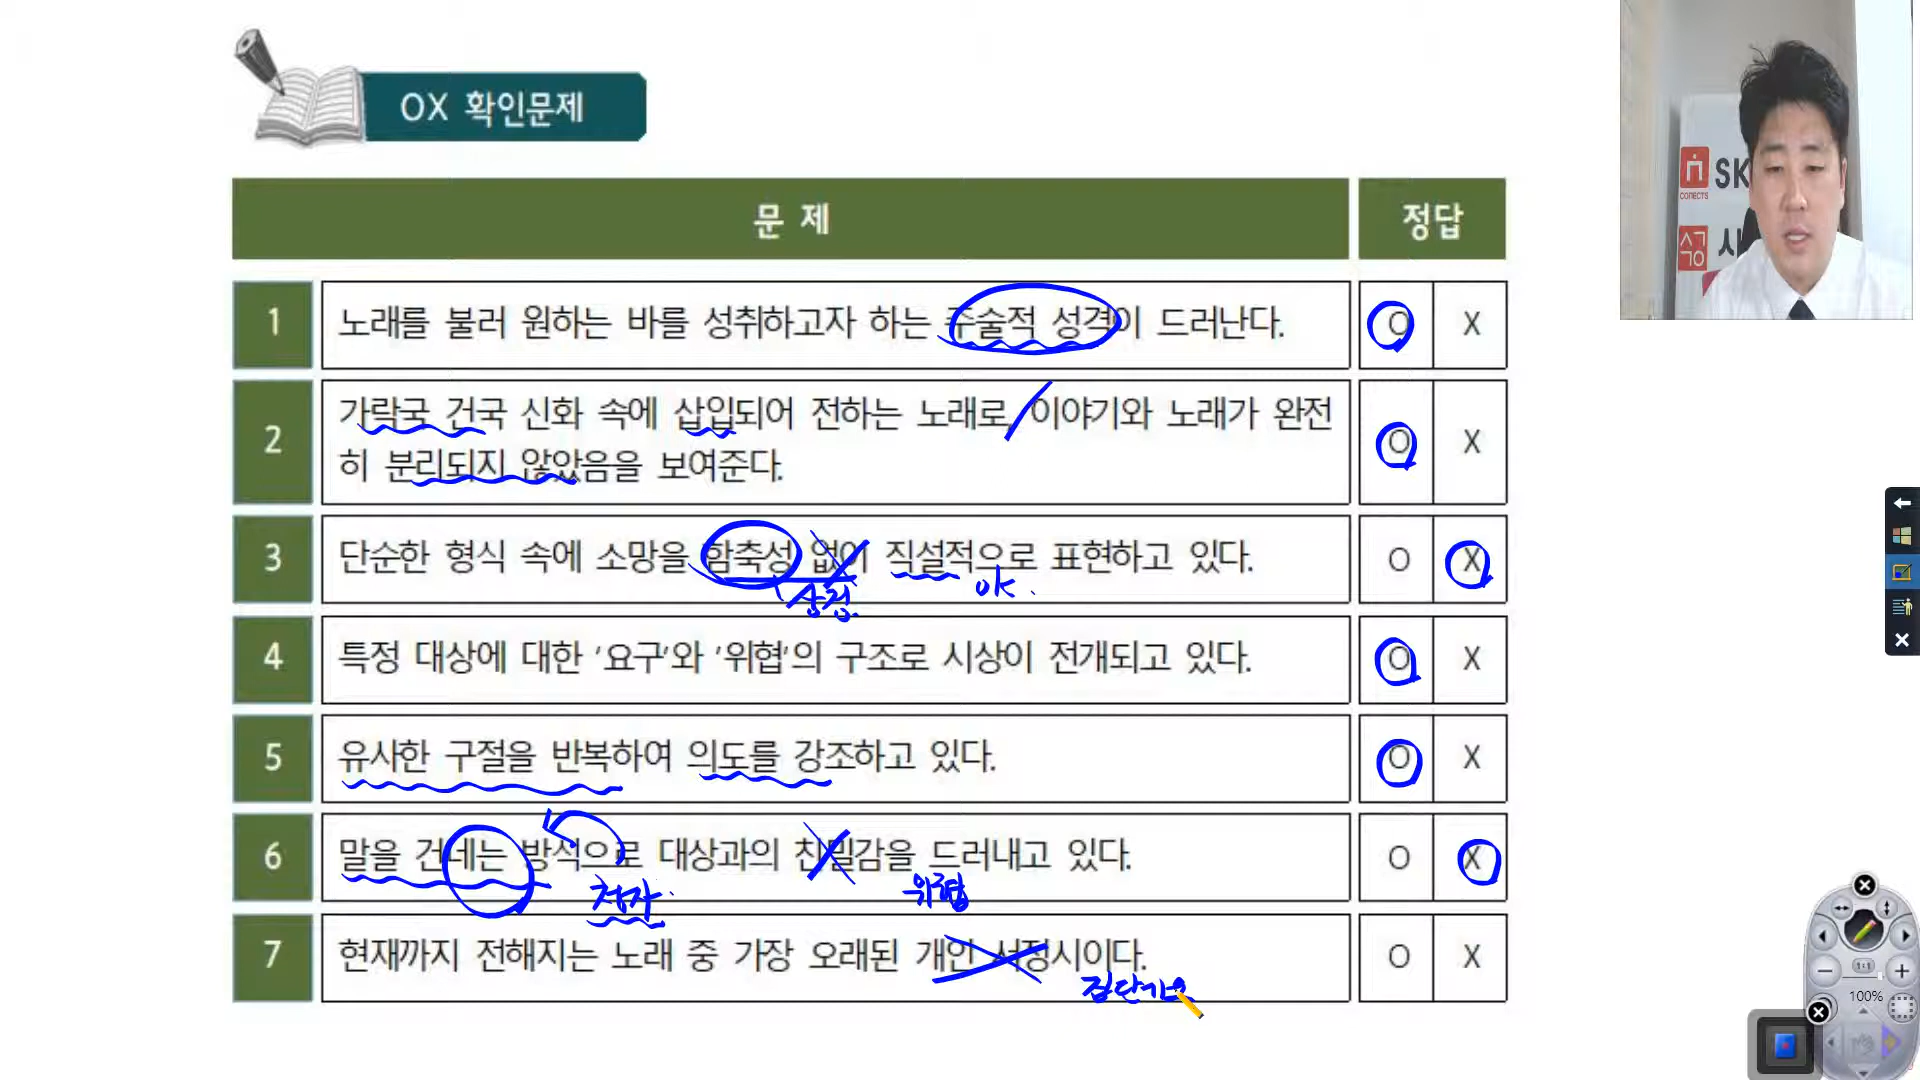 OX 확인문제
문 제
정답
1
노래를 불러 원하는 바를 성취하고자 하는 주술적 성격이 드러난다.
O
X
2
가락국 건국 신화 속에 삽입되어 전하는 노래로, 이야기와 노래가 완전
히 분리되지 않았음을 보여준다.
O
X
3
단순한 형식 속에 소망을 함축성 없이 직설적으로 표현하고 있다.
상징
ok.
O
X
4
특정 대상에 대한 '요구'와 '위협'의 구조로 시상이 전개되고 있다.
O
X
5
유사한 구절을 반복하여 의도를 강조하고 있다.
O
X
6
말을 건네는 방식으로 대상과의 친밀감을 드러내고 있다.
청자
위협
O
X
7
현재까지 전해지는 노래 중 가장 오래된 개인 서정시이다.
집단가요
O
X
SK
CONECTS
100%
1:1